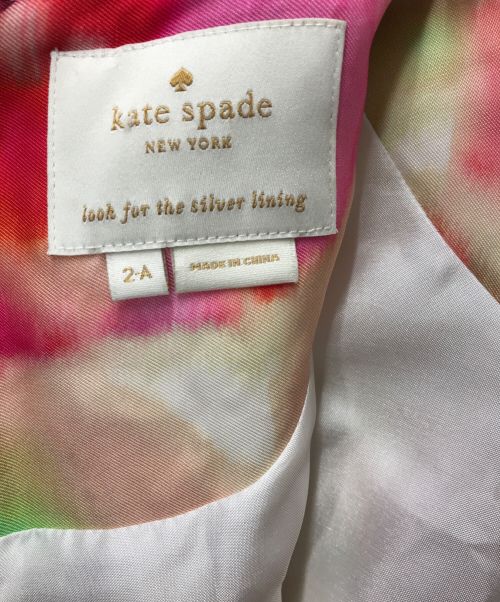 kate spade
NEW YORK
look for the silver lining
2-A
MADE IN CHINA